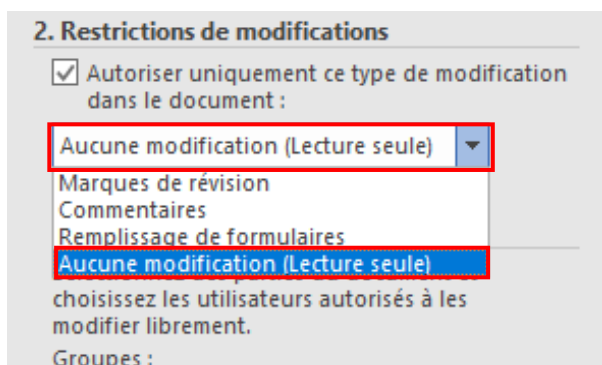 2. Restrictions de modifications
Autoriser uniquement ce type de modification
dans le document :
Aucune modification (Lecture seule)
Marques de révision
Commentaires
Remplissage de formulaires
Aucune modification (Lecture seule)
choisissez les utilisateurs autorisés à les
modifier librement.
Groupes :